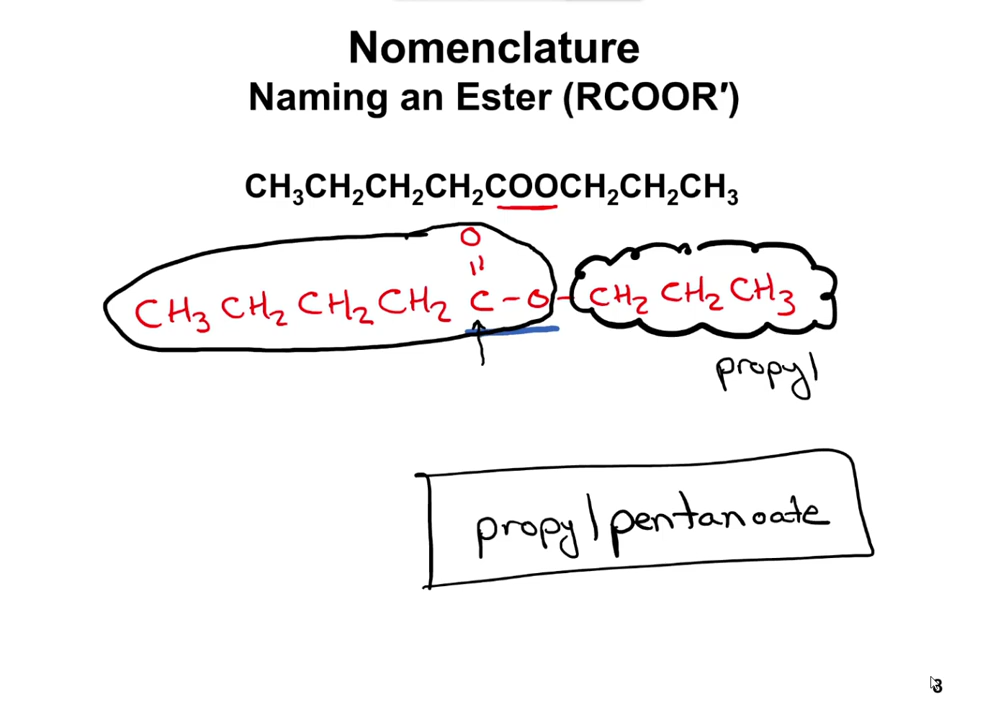 Nomenclature
Naming an Ester (RCOOR′)
CH₃CH₂CH₂CH₂COOCH₂CH₂CH₃
O
CH₃ CH₂ CH₂ CH₂ C - O - CH₂ CH₂ CH₃
propyl
propyl pentanoate
3